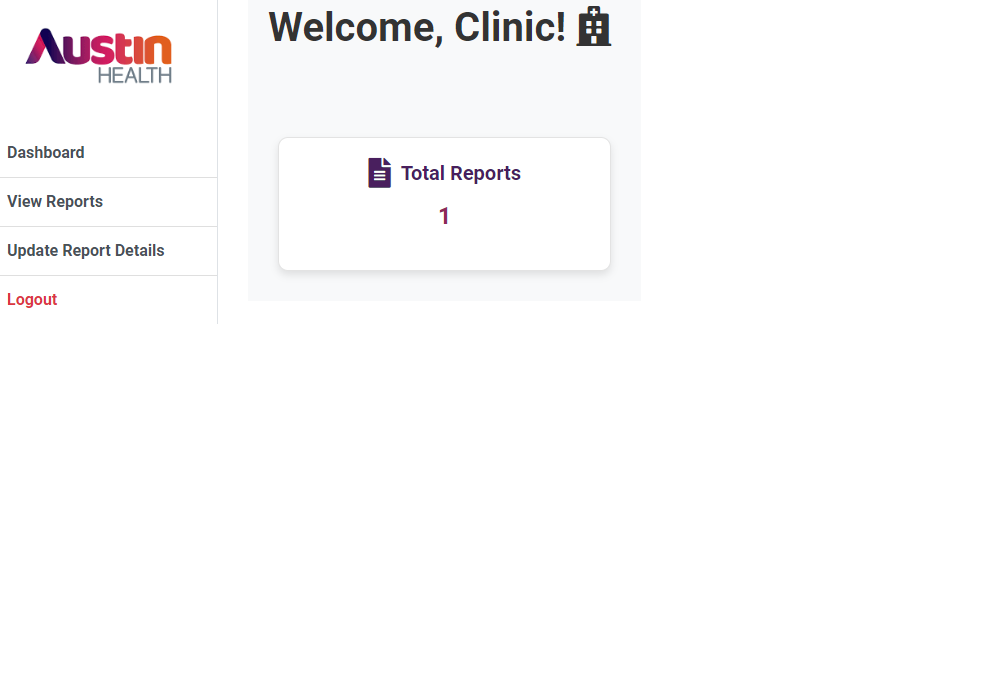 Austin
HEALTH
Dashboard
View Reports
Update Report Details
Logout
Welcome, Clinic!
Total Reports
1